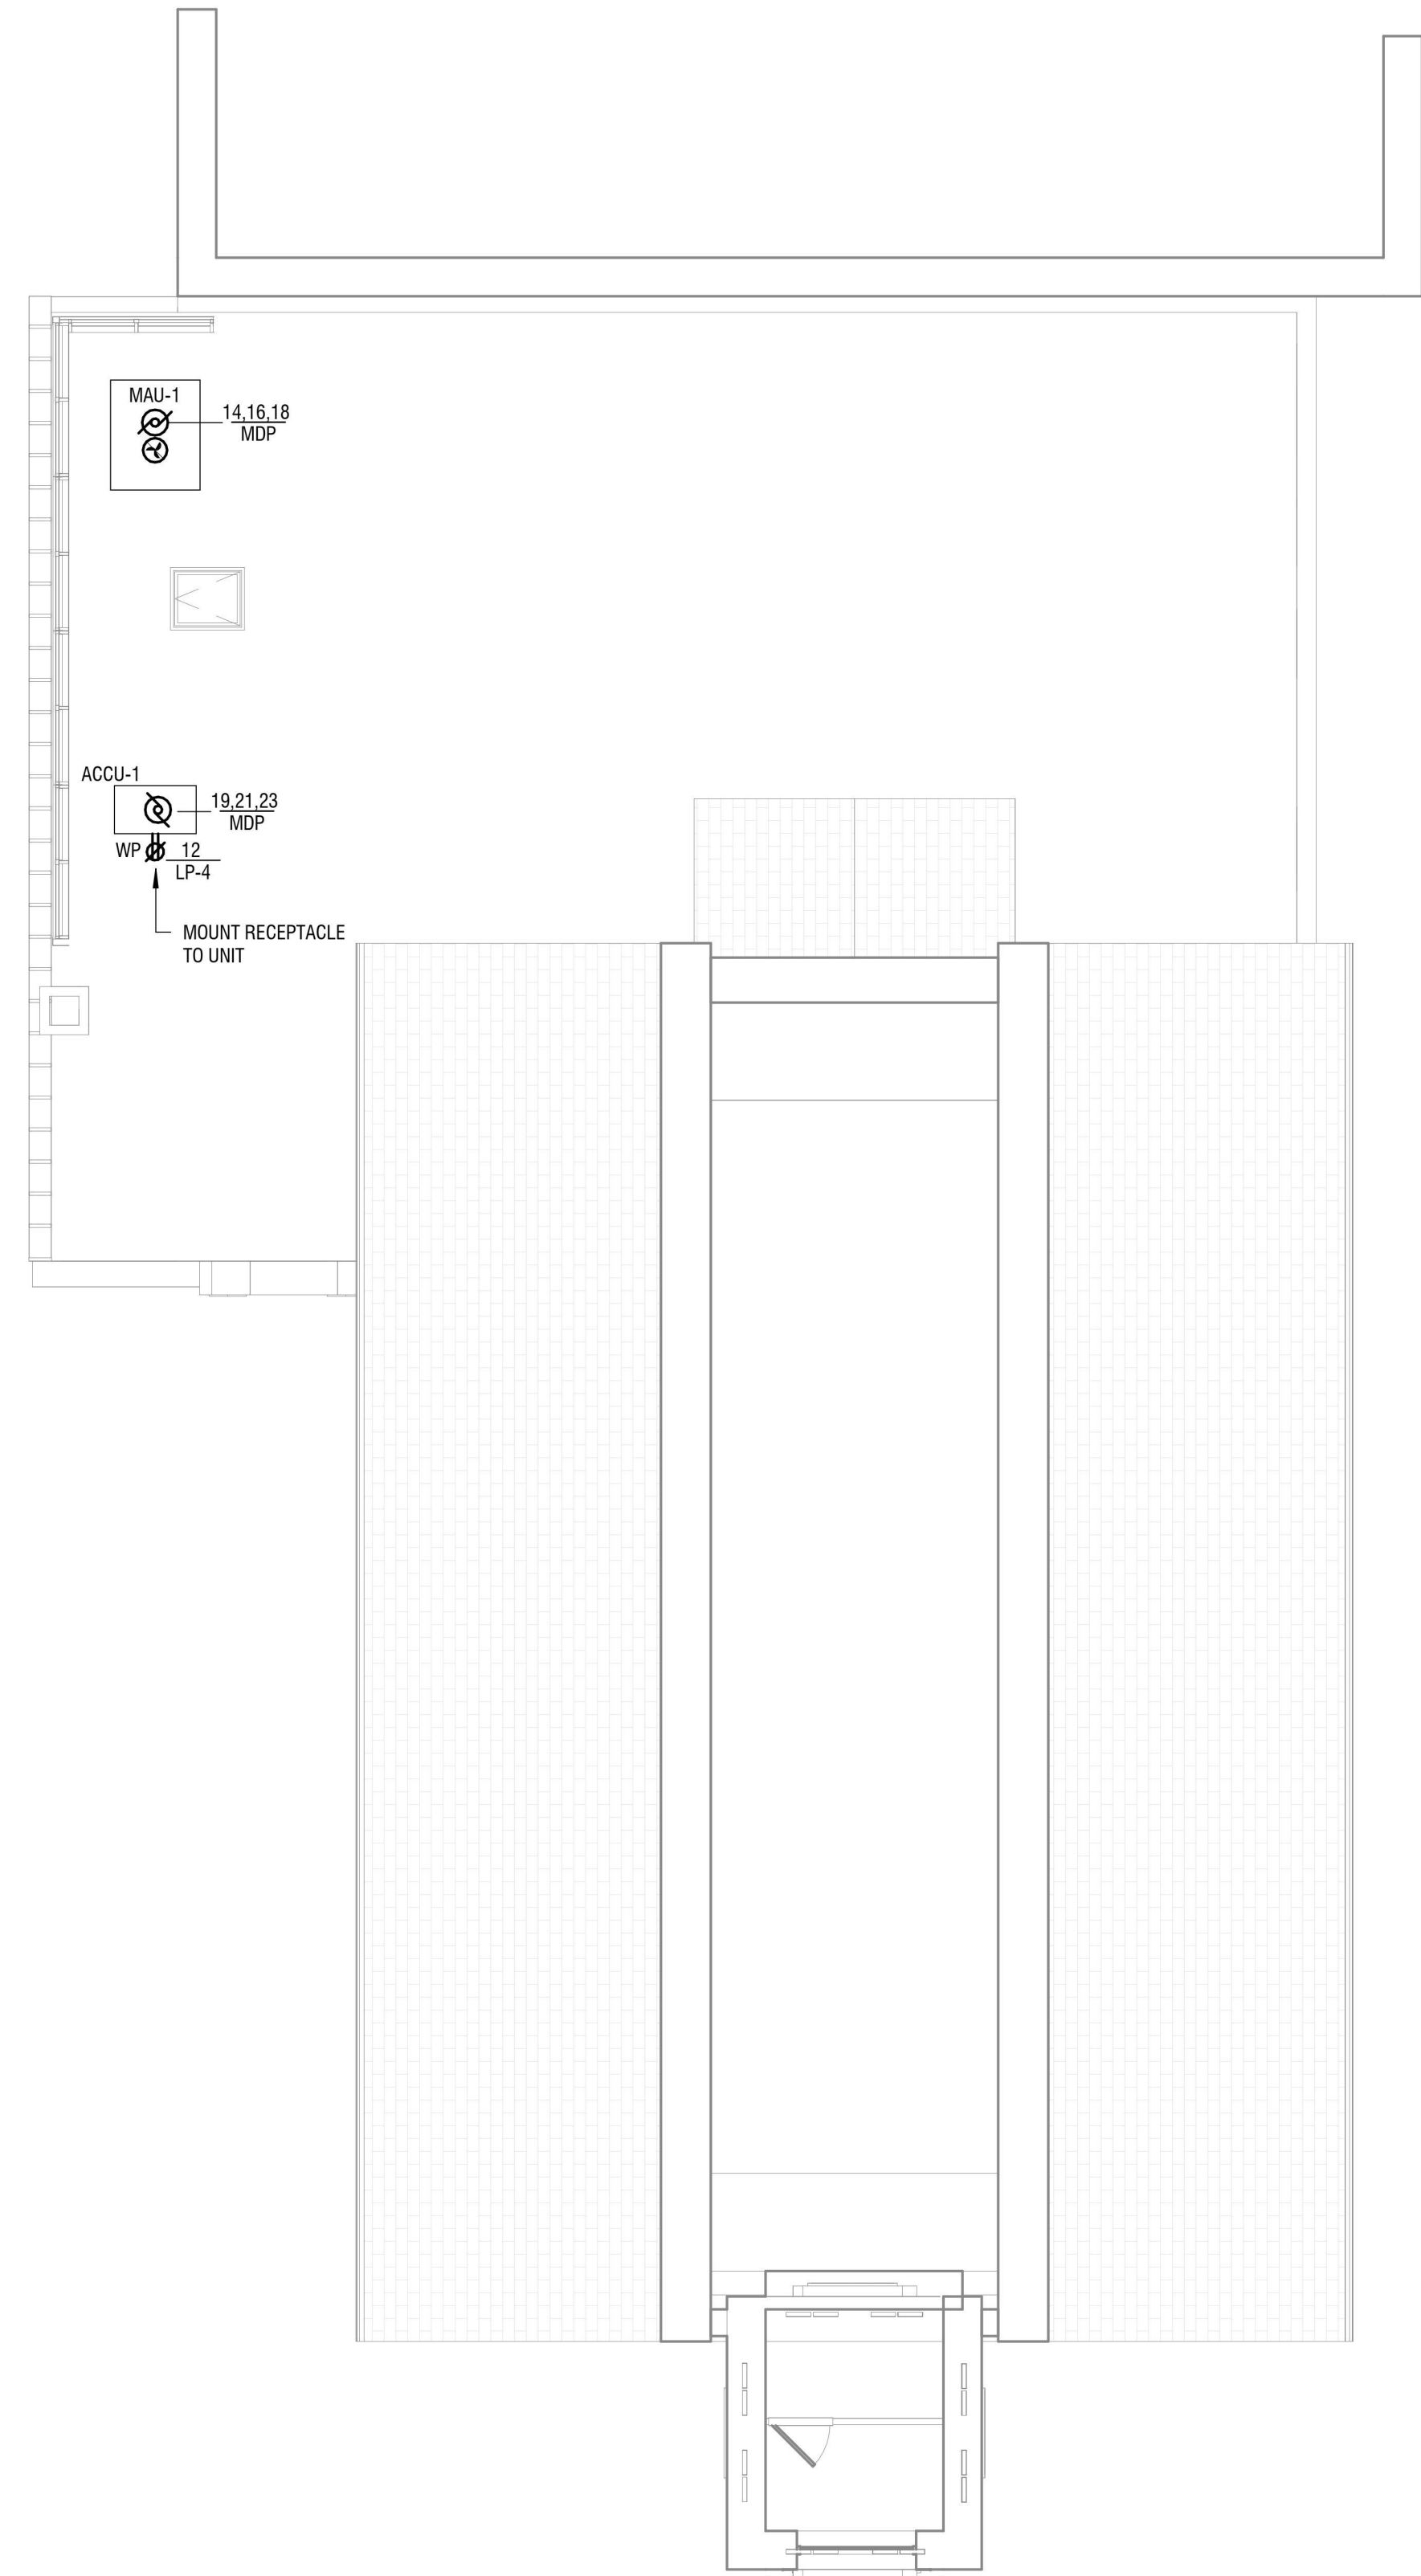 MAU-1
14,16,18
MDP
ACCU-1
19,21,23
MDP
WP 12
LP-4
MOUNT RECEPTACLE
TO UNIT